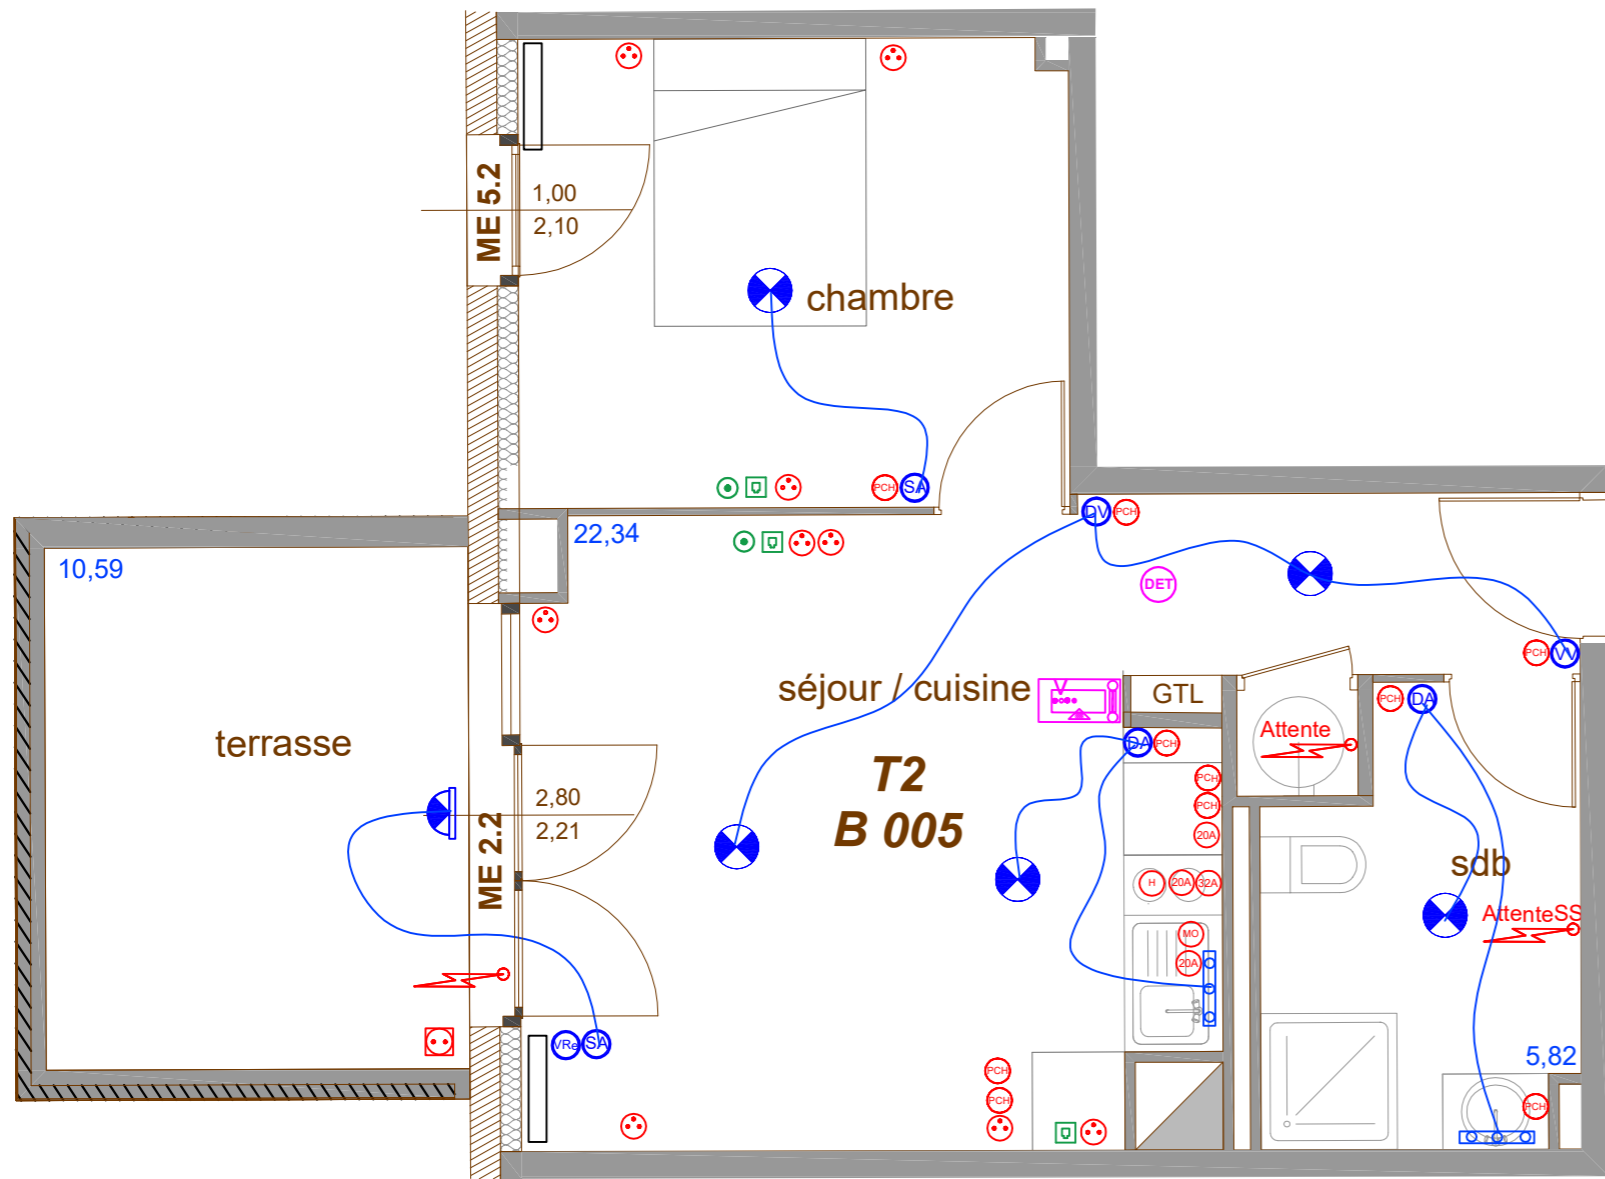 ME 5.2
1,00
2,10
chambre
PCH
SA
22,34
DV
PCH
10,59
DET
PCH
VV
séjour / cuisine
GTL
PCH
DA
Attente
terrasse
DA
PCH
T2
B 005
PCH
PCH
20A
2,80
2,21
ME 2.2
sdb
H
20A
32A
AttenteSS
MO
20A
VRe
SA
5,82
PCH
PCH
PCH